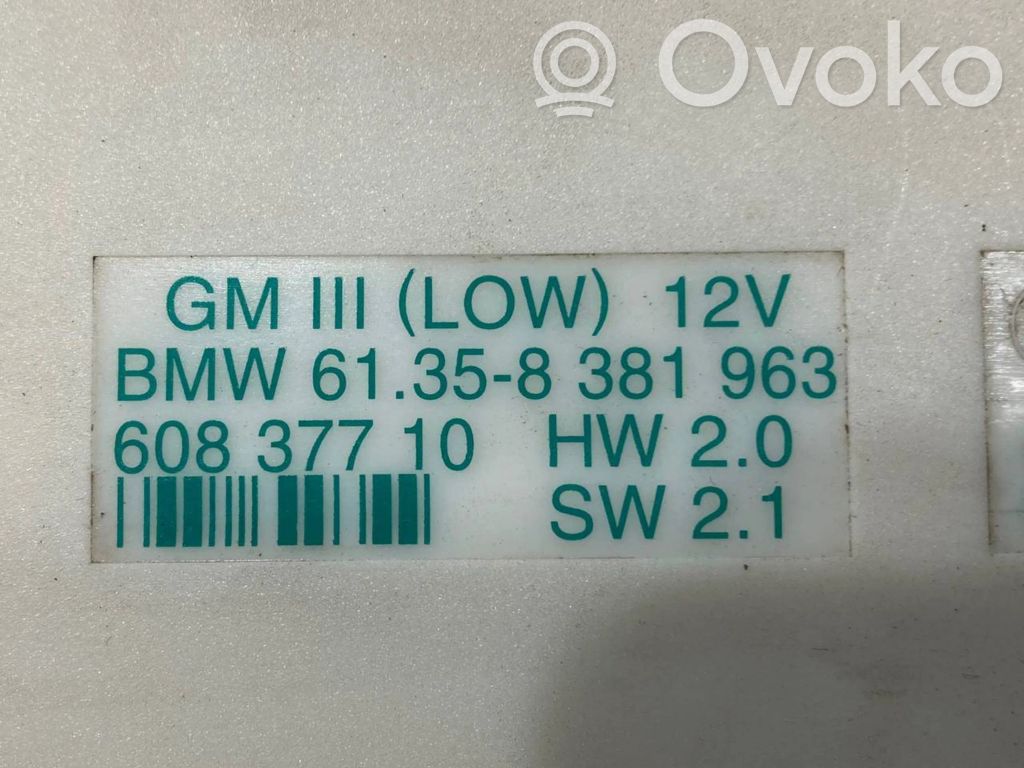 Ovoko
GM III (LOW) 12V
BMW 61.35-8 381 963
608 377 10 HW 2.0
SW 2.1